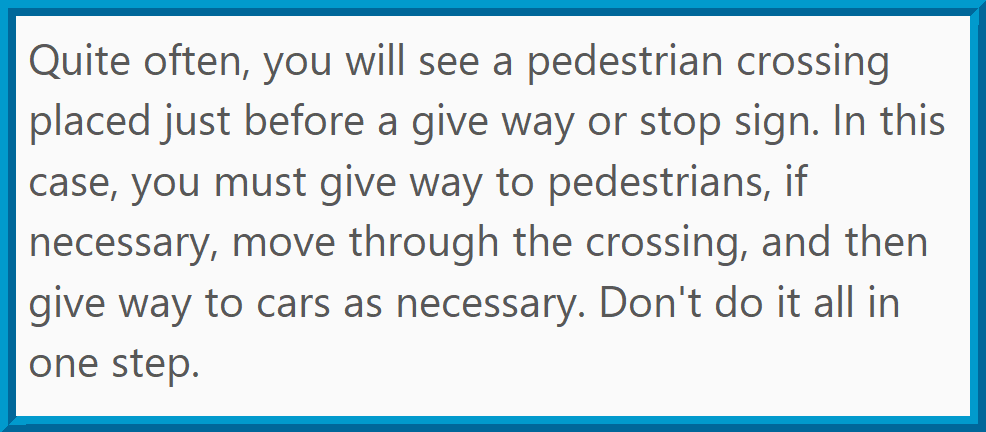 Quite often, you will see a pedestrian crossing
placed just before a give way or stop sign. In this
case, you must give way to pedestrians, if
necessary, move through the crossing, and then
give way to cars as necessary. Don't do it all in
one step.